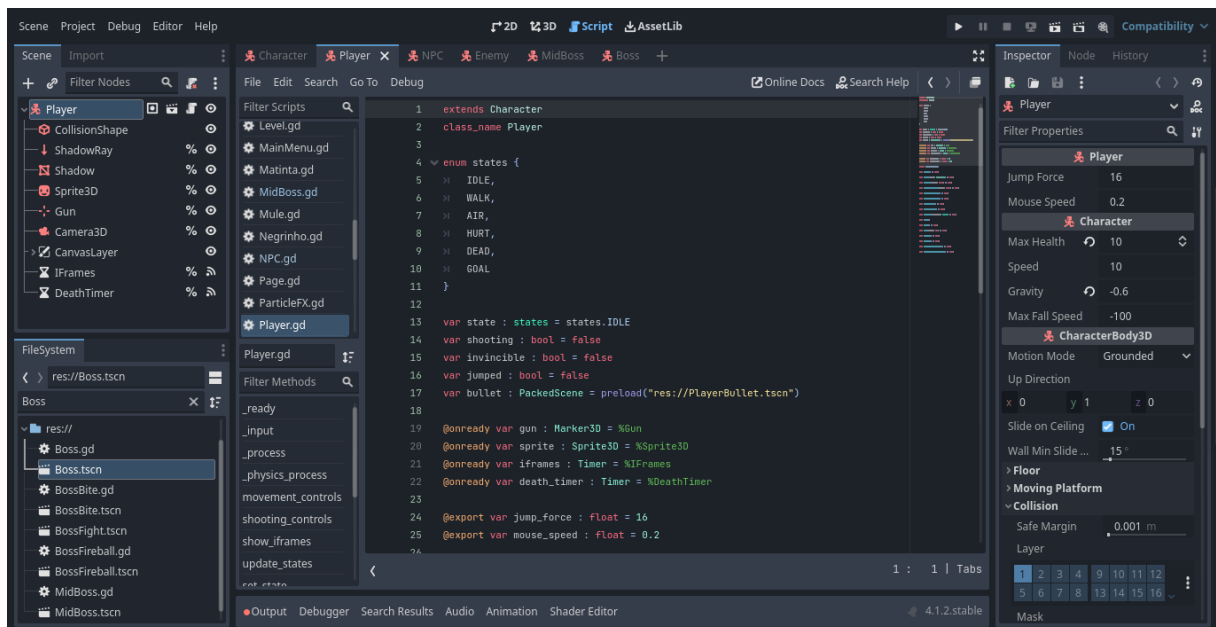 Scene Project Debug Editor Help
2D 3D Script AssetLib
Compatibility
Scene Import
Filter Nodes
Player
CollisionShape
ShadowRay
Shadow
Sprite3D
Gun
Camera3D
CanvasLayer
IFrames
DeathTimer
FileSystem
res://Boss.tscn
Boss
res://
Boss.gd
Boss.tscn
BossBite.gd
BossBite.tscn
BossFight.tscn
BossFireball.gd
BossFireball.tscn
MidBoss.gd
MidBoss.tscn
Character Player NPC Enemy MidBoss Boss
File Edit Search Go To Debug
Online Docs Search Help
Filter Scripts
Level.gd
MainMenu.gd
Matinta.gd
MidBoss.gd
Mule.gd
Negrinho.gd
NPC.gd
Page.gd
ParticleFX.gd
Player.gd
Player.gd
Filter Methods
_ready
_input
_process
_physics_process
movement_controls
shooting_controls
show_iframes
update_states
set_state
1 extends Character
2 class_name Player
3
4 enum states {
5 IDLE,
6 WALK,
7 AIR,
8 HURT,
9 DEAD,
10 GOAL
11 }
12
13 var state : states = states.IDLE
14 var shooting : bool = false
15 var invincible : bool = false
16 var jumped : bool = false
17 var bullet : PackedScene = preload("res://PlayerBullet.tscn")
18
19 @onready var gun : Marker3D = %Gun
20 @onready var sprite : Sprite3D = %Sprite3D
21 @onready var iframes : Timer = %IFrames
22 @onready var death_timer : Timer = %DeathTimer
23
24 @export var jump_force : float = 16
25 @export var mouse_speed : float = 0.2
26
1 : 1 | Tabs
Output Debugger Search Results Audio Animation Shader Editor
4.1.2.stable
Inspector Node History
Player
Filter Properties
Player
Jump Force 16
Mouse Speed 0.2
Character
Max Health 10
Speed 10
Gravity -0.6
Max Fall Speed -100
CharacterBody3D
Motion Mode Grounded
Up Direction
x 0 y 1 z 0
Slide on Ceiling On
Wall Min Slide ... 15 °
Floor
Moving Platform
Collision
Safe Margin 0.001 m
Layer
1 2 3 4 9 10 11 12
5 6 7 8 13 14 15 16
Mask